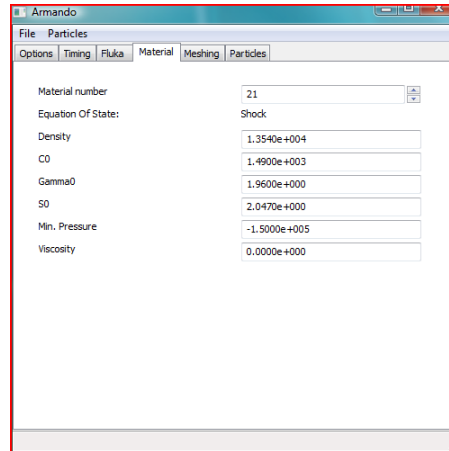 Armando
File Particles
Options Timing Fluka Material Meshing Particles
Material number 21
Equation Of State: Shock
Density 1.3540e+004
C0 1.4900e+003
Gamma0 1.9600e+000
S0 2.0470e+000
Min. Pressure -1.5000e+005
Viscosity 0.0000e+000